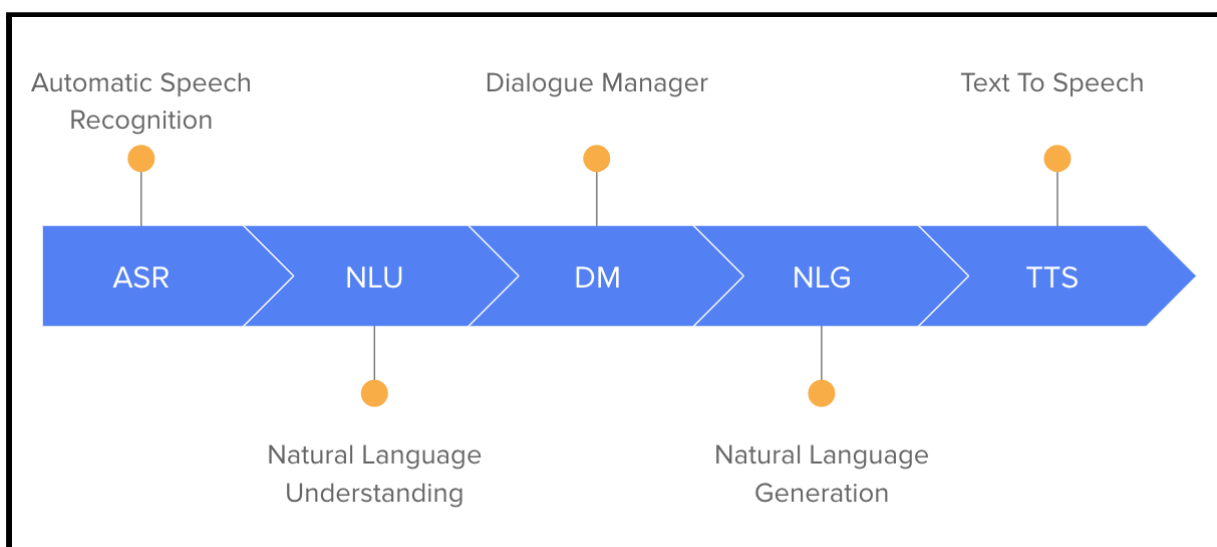 Automatic Speech
Recognition
Dialogue Manager
Text To Speech
ASR
NLU
DM
NLG
TTS
Natural Language
Understanding
Natural Language
Generation